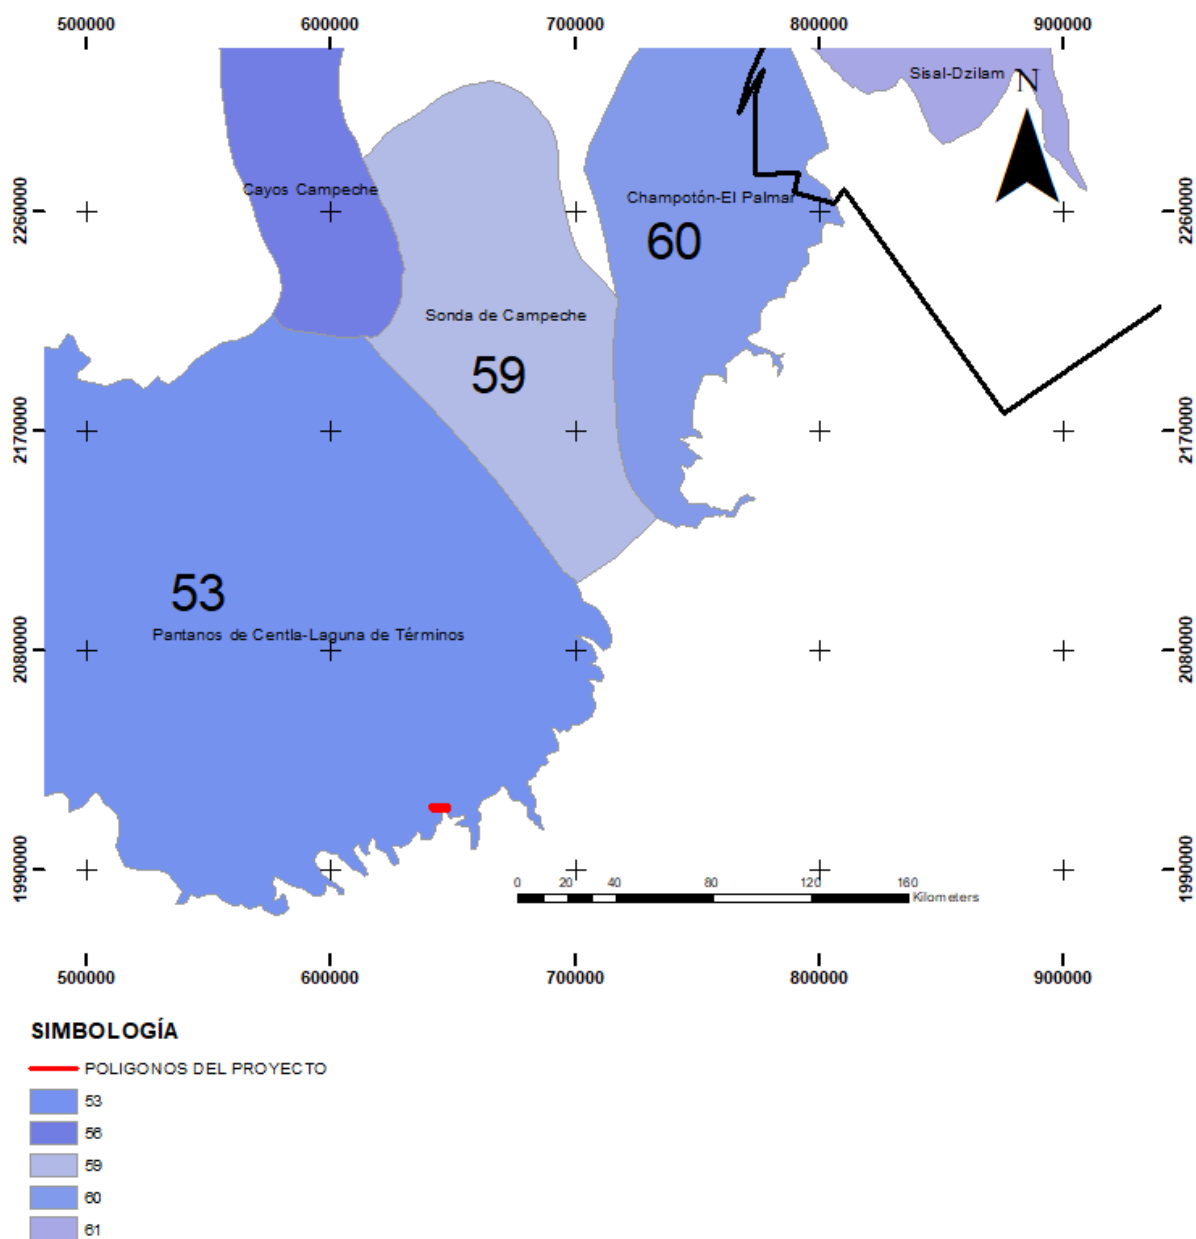 500000 600000 700000 800000 900000
Sisal-Dzilam N
Cayos Campeche
Champotón-El Palmar
2260000 2260000
60
Sonda de Campeche
59
2170000 2170000
53
Pantanos de Centla-Laguna de Términos
2080000 2080000
1990000 1990000
0 20 40 80 120 160
Kilometers
500000 600000 700000 800000 900000
SIMBOLOGÍA
POLIGONOS DEL PROYECTO
53
56
59
60
61